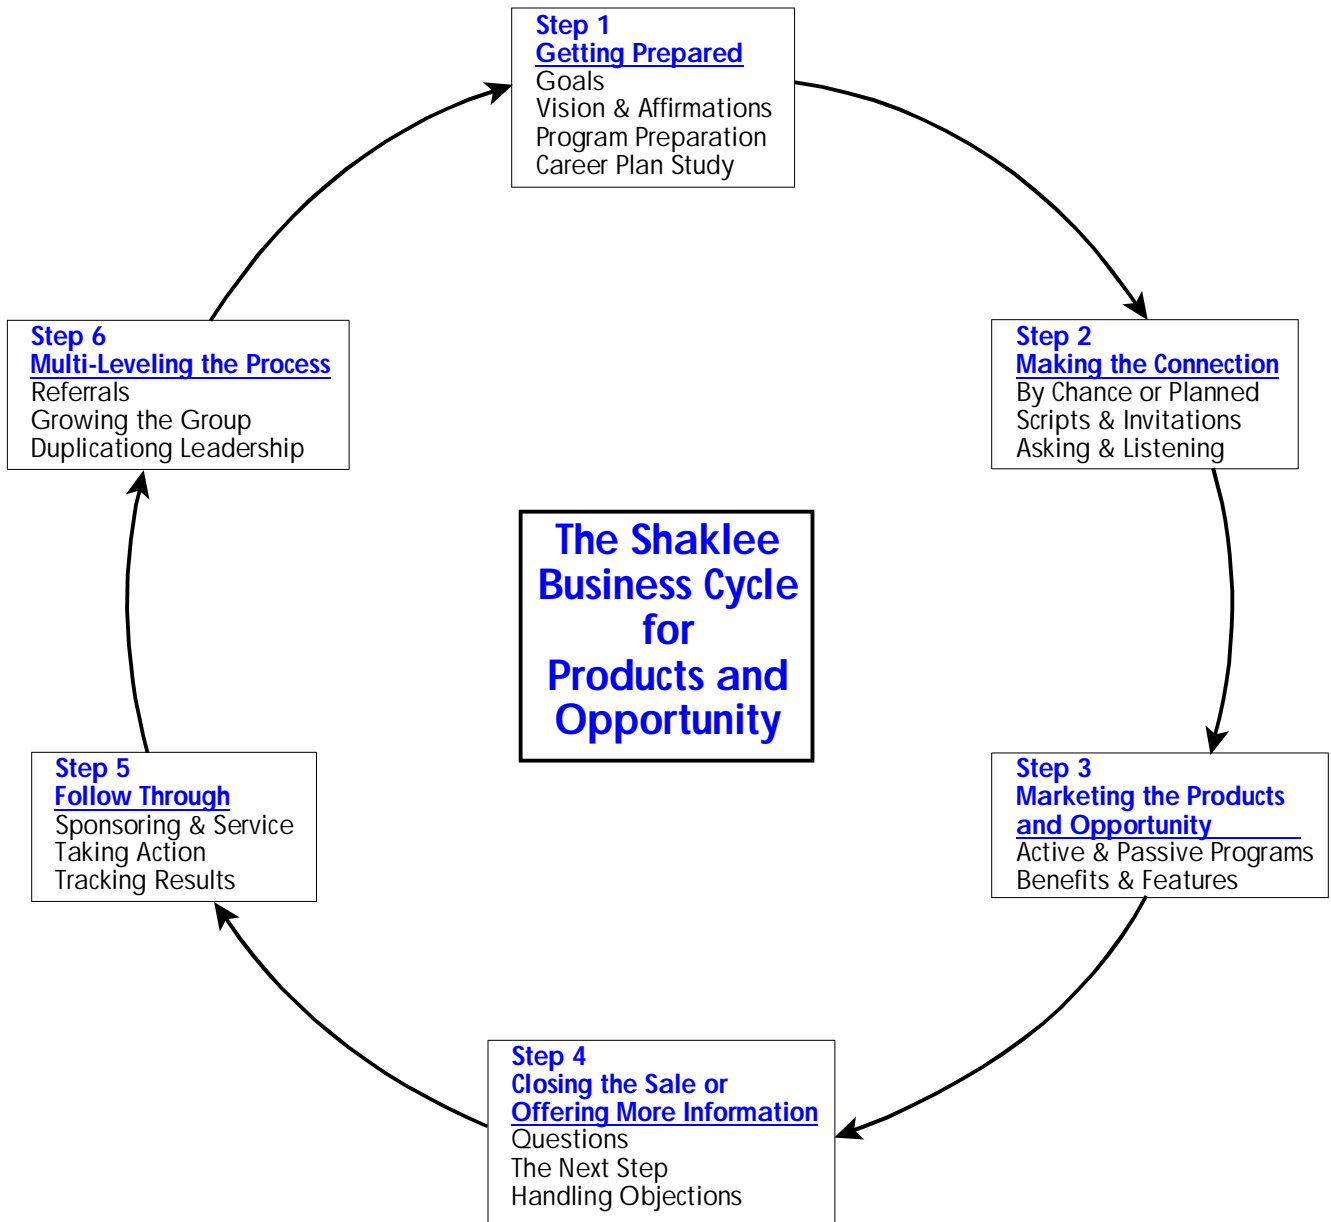 Step 1
Getting Prepared
Goals
Vision & Affirmations
Program Preparation
Career Plan Study
Step 2
Making the Connection
By Chance or Planned
Scripts & Invitations
Asking & Listening
Step 3
Marketing the Products
and Opportunity
Active & Passive Programs
Benefits & Features
Step 4
Closing the Sale or
Offering More Information
Questions
The Next Step
Handling Objections
Step 5
Follow Through
Sponsoring & Service
Taking Action
Tracking Results
Step 6
Multi-Leveling the Process
Referrals
Growing the Group
Duplicationg Leadership
The Shaklee
Business Cycle
for
Products and
Opportunity